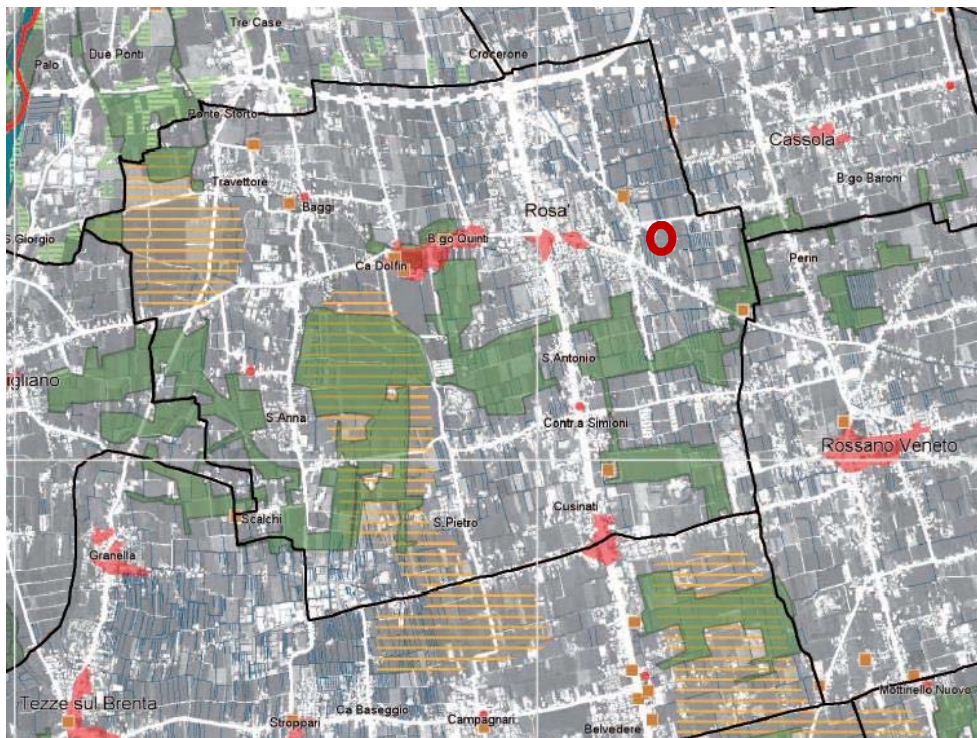 Tre Case
Due Ponti
Crocerone
Palo
Ponte Storto
Cassola
Travettore
B.go Baroni
Baggi
Rosa'
S.Giorgio
B.go Quinti
Perin
Ca Dolfin
S.Antonio
igliano
S.Anna
Contr.a Simioni
Rossano Veneto
Cusinati
Scalchi
S.Pietro
Granella
Mottinello Nuovo
Tezze sul Brenta
Ca Baseggio
Stroppari
Campagnari
Belvedere